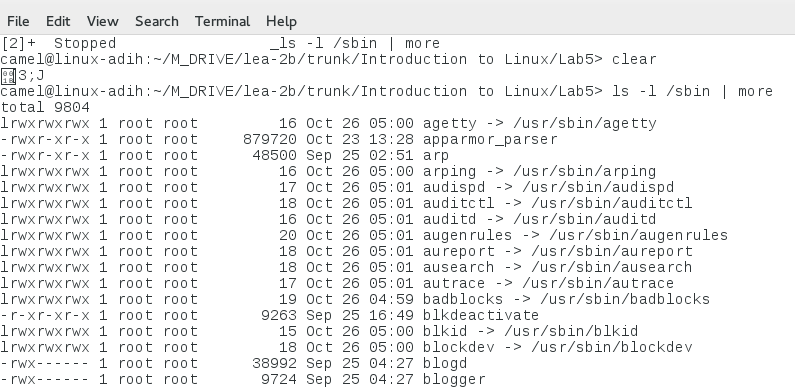 File Edit View Search Terminal Help
[2]+  Stopped                 _ls -l /sbin | more
camel@linux-adih:~/M_DRIVE/lea-2b/trunk/Introduction to Linux/Lab5> clear
3;J
camel@linux-adih:~/M_DRIVE/lea-2b/trunk/Introduction to Linux/Lab5> ls -l /sbin | more
total 9804
lrwxrwxrwx 1 root root      16 Oct 26 05:00 agetty -> /usr/sbin/agetty
-rwxr-xr-x 1 root root  879720 Oct 23 13:28 apparmor_parser
-rwxr-xr-x 1 root root   48500 Sep 25 02:51 arp
lrwxrwxrwx 1 root root      16 Oct 26 05:00 arping -> /usr/sbin/arping
lrwxrwxrwx 1 root root      17 Oct 26 05:01 audispd -> /usr/sbin/audispd
lrwxrwxrwx 1 root root      18 Oct 26 05:01 auditctl -> /usr/sbin/auditctl
lrwxrwxrwx 1 root root      16 Oct 26 05:01 auditd -> /usr/sbin/auditd
lrwxrwxrwx 1 root root      20 Oct 26 05:01 augenrules -> /usr/sbin/augenrules
lrwxrwxrwx 1 root root      18 Oct 26 05:01 aureport -> /usr/sbin/aureport
lrwxrwxrwx 1 root root      18 Oct 26 05:01 ausearch -> /usr/sbin/ausearch
lrwxrwxrwx 1 root root      17 Oct 26 05:01 autrace -> /usr/sbin/autrace
lrwxrwxrwx 1 root root      19 Oct 26 04:59 badblocks -> /usr/sbin/badblocks
-r-xr-xr-x 1 root root    9263 Sep 25 16:49 blkdeactivate
lrwxrwxrwx 1 root root      15 Oct 26 05:00 blkid -> /usr/sbin/blkid
lrwxrwxrwx 1 root root      18 Oct 26 05:00 blockdev -> /usr/sbin/blockdev
-rwx------ 1 root root   38992 Sep 25 04:27 blogd
-rwx------ 1 root root    9724 Sep 25 04:27 blogger